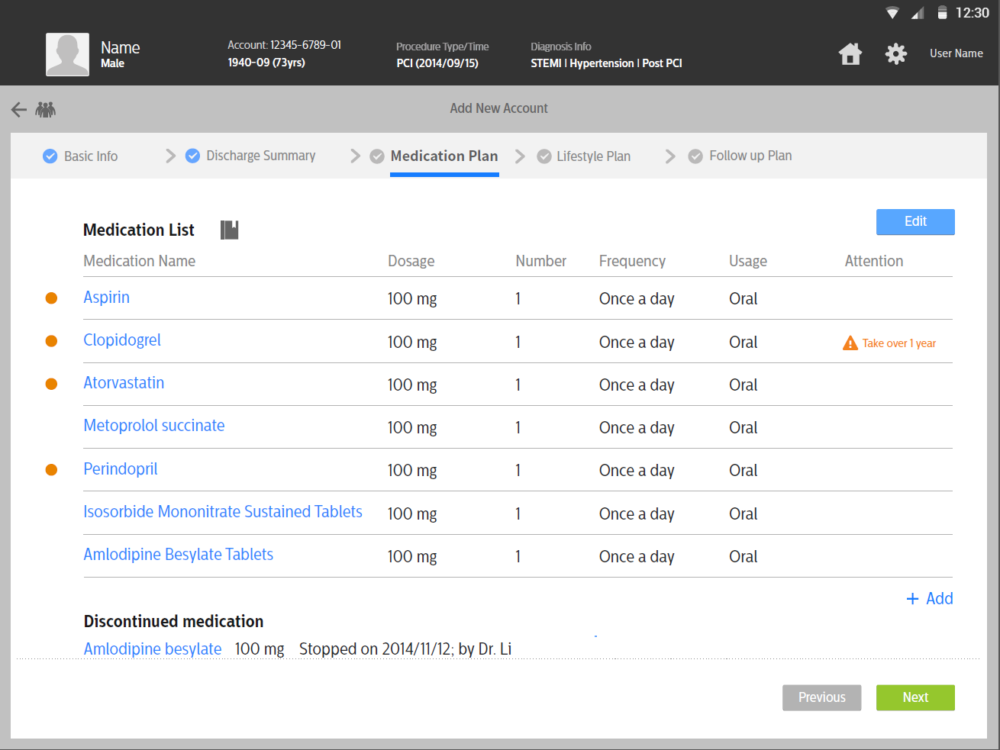 12:30
Name
Male
Account: 12345-6789-01
1940-09 (73yrs)
Procedure Type/Time
PCI (2014/09/15)
Diagnosis Info
STEMI | Hypertension | Post PCI
User Name
Add New Account
Basic Info
Discharge Summary
Medication Plan
Lifestyle Plan
Follow up Plan
Medication List
Edit
Medication Name Dosage Number Frequency Usage Attention
Aspirin 100 mg 1 Once a day Oral
Clopidogrel 100 mg 1 Once a day Oral Take over 1 year
Atorvastatin 100 mg 1 Once a day Oral
Metoprolol succinate 100 mg 1 Once a day Oral
Perindopril 100 mg 1 Once a day Oral
Isosorbide Mononitrate Sustained Tablets 100 mg 1 Once a day Oral
Amlodipine Besylate Tablets 100 mg 1 Once a day Oral
+ Add
Discontinued medication
Amlodipine besylate 100 mg Stopped on 2014/11/12; by Dr. Li
Previous
Next